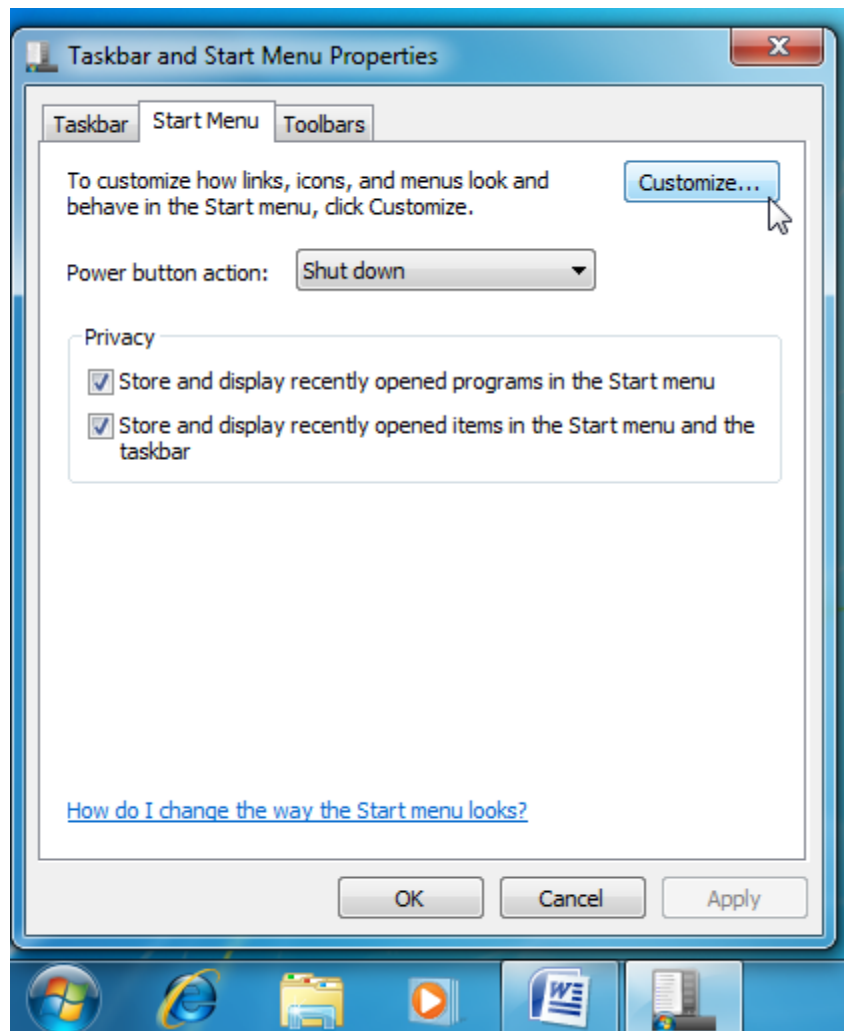 Taskbar and Start Menu Properties
Taskbar
Start Menu
Toolbars
To customize how links, icons, and menus look and
behave in the Start menu, click Customize.
Customize...
Power button action:
Shut down
Privacy
Store and display recently opened programs in the Start menu
Store and display recently opened items in the Start menu and the
taskbar
How do I change the way the Start menu looks?
OK
Cancel
Apply
W